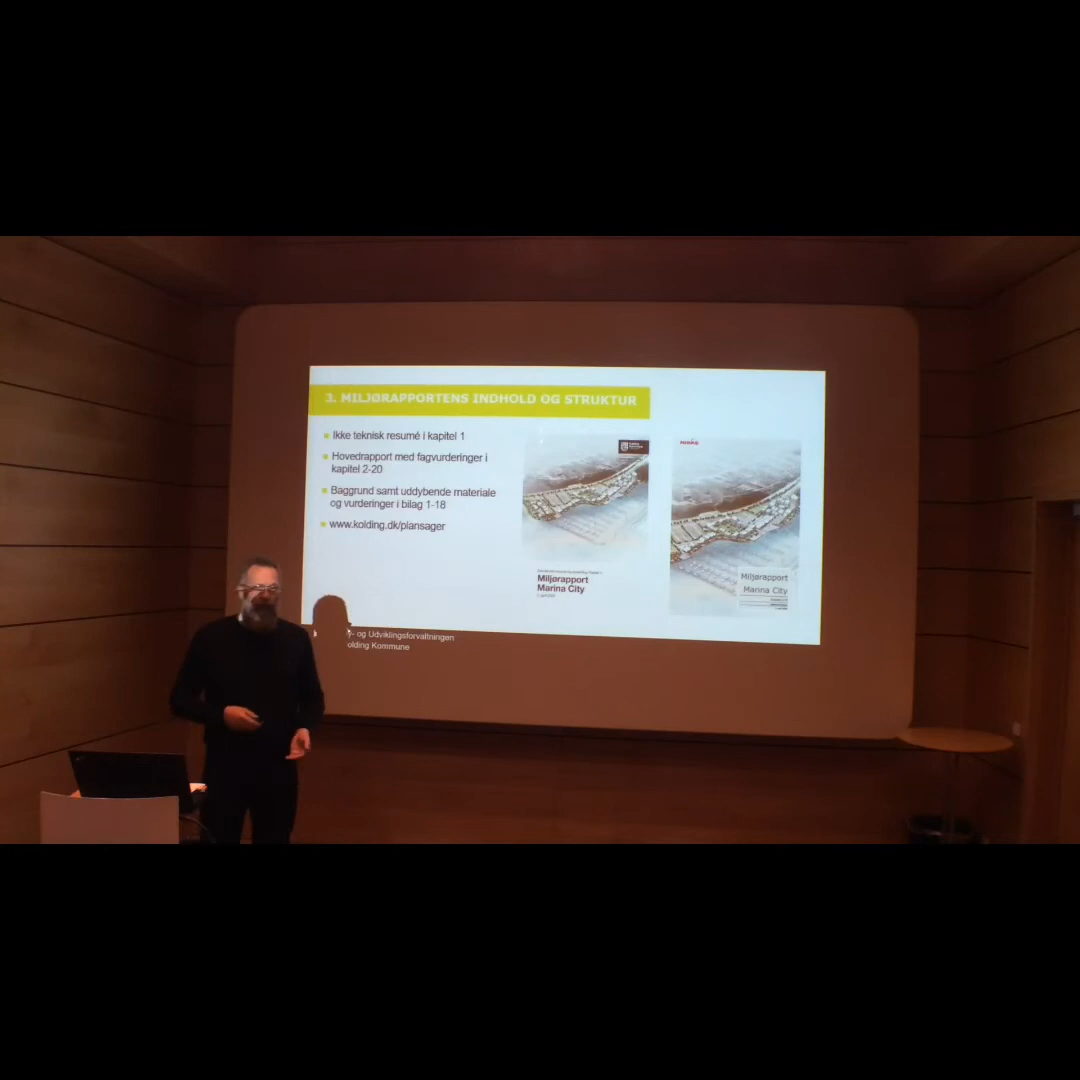 3. MILJØRAPPORTENS INDHOLD OG STRUKTUR
Ikke teknisk resumé i kapitel 1
Hovedrapport med fagvurderinger i
kapitel 2-20
Baggrund samt uddybende materiale
og vurderinger i bilag 1-18
www.kolding.dk/plansager
Miljørapport
Marina City
Miljørapport
Marina City
y- og Udviklingsforvaltningen
olding Kommune